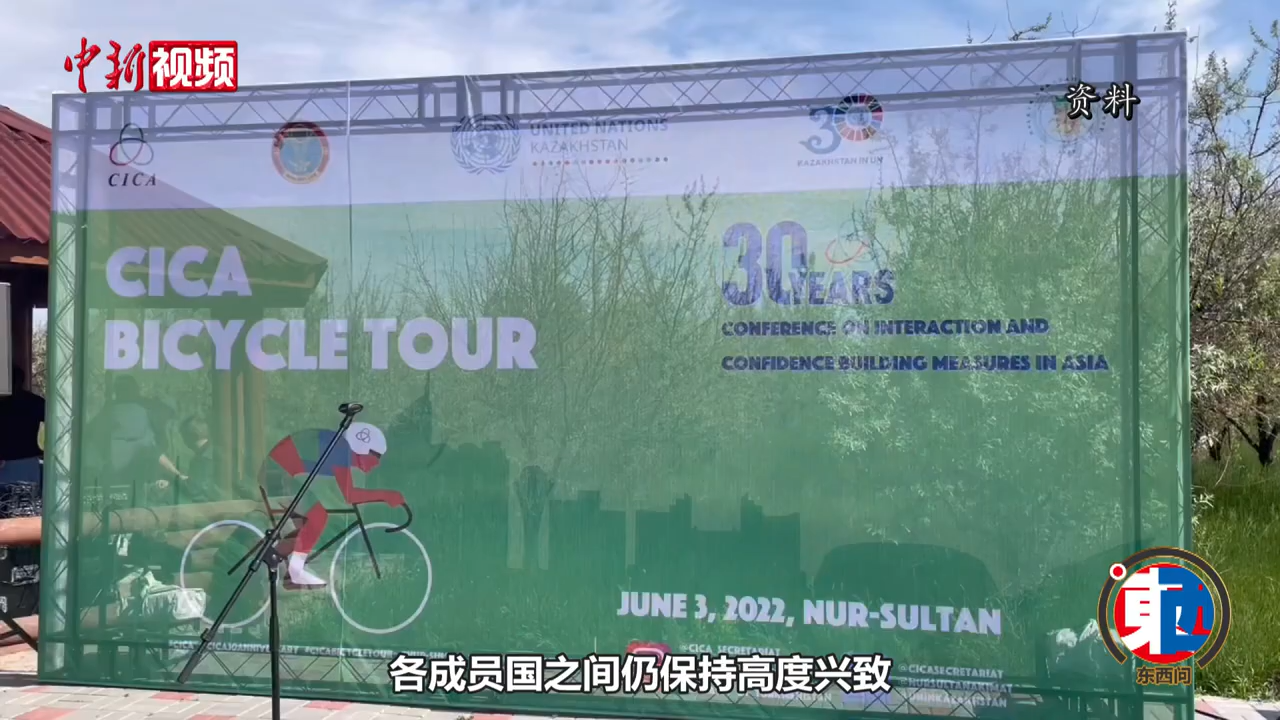 中新视频
资料
CICA
UNITED NATIONS
KAZAKHSTAN
30
KAZAKHSTAN IN UN
CICA
BICYCLE TOUR
30 YEARS
CONFERENCE ON INTERACTION AND
CONFIDENCE BUILDING MEASURES IN ASIA
JUNE 3, 2022, NUR-SULTAN
@CICA_SECRETARIAT
@CICASECRETARIAT
各成员国之间仍保持高度兴致
东西问